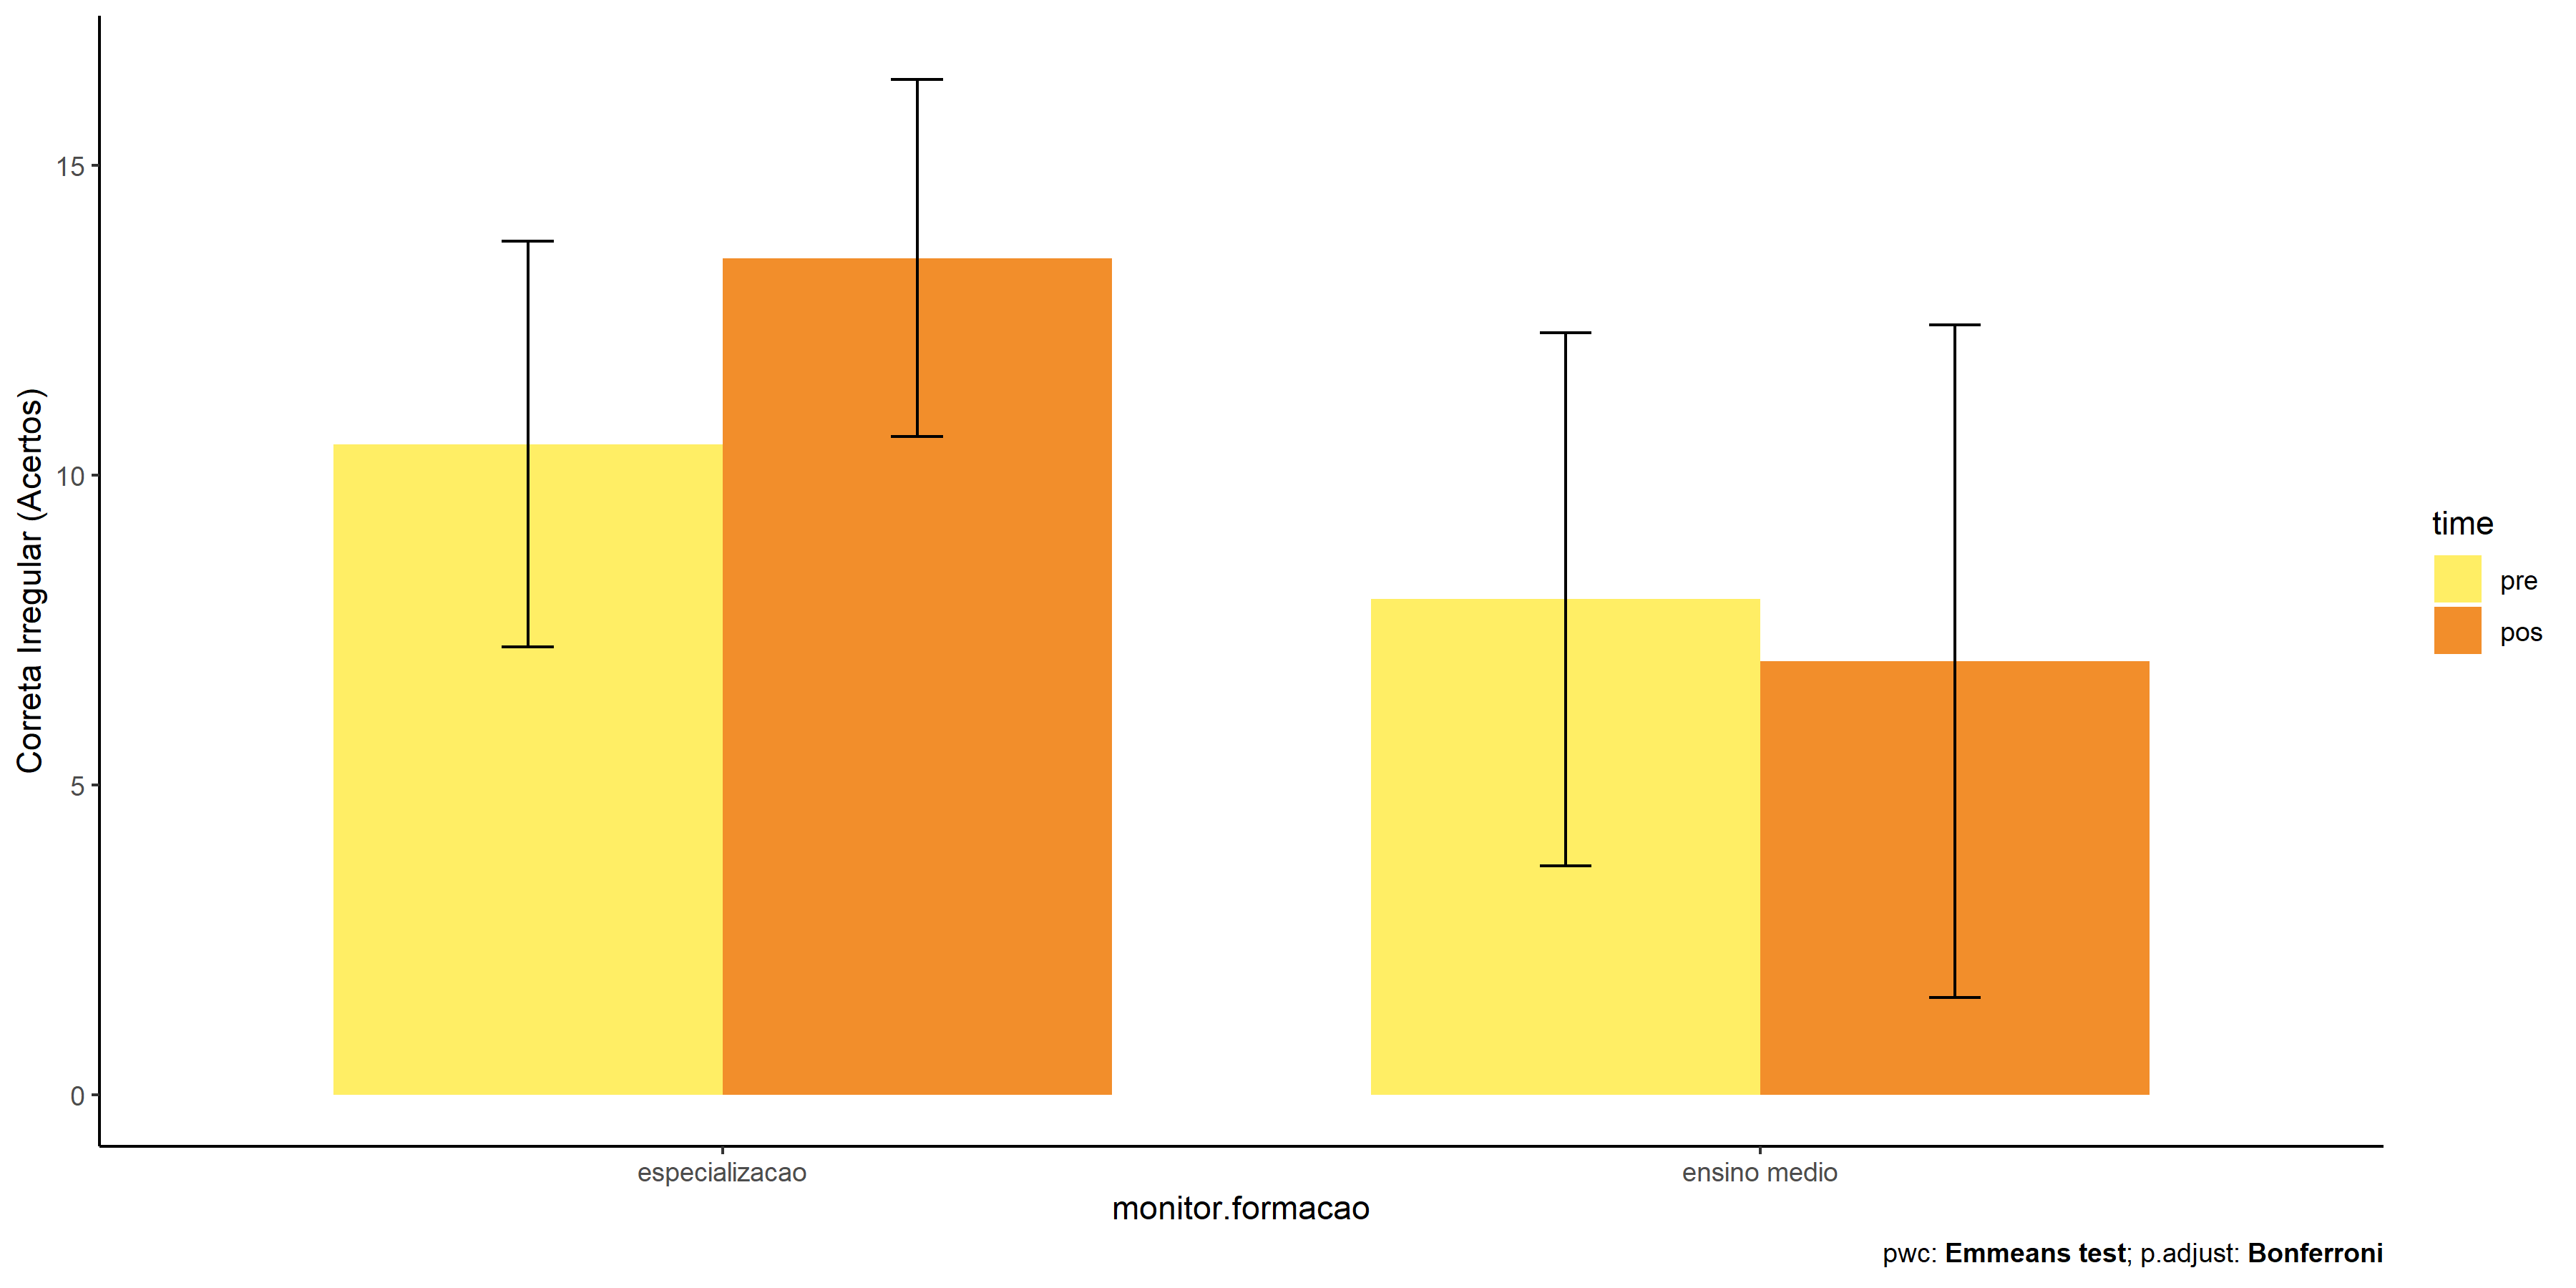 Correta Irregular (Acertos)
15
10
5
0
especializacao
ensino medio
monitor.formacao
time
pre
pos
pwc: Emmeans test; p.adjust: Bonferroni